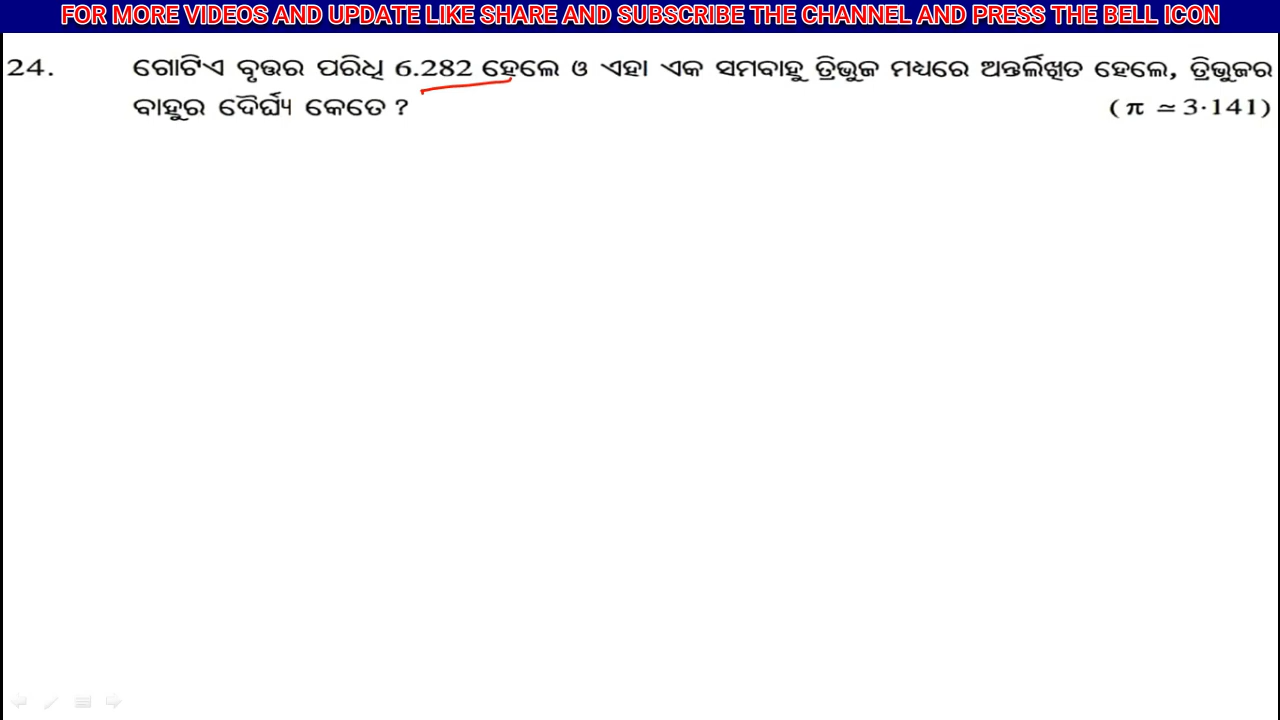 FOR MORE VIDEOS AND UPDATE LIKE SHARE AND SUBSCRIBE THE CHANNEL AND PRESS THE BELL ICON
24. ଗୋଟିଏ ବୃତ୍ତର ପରିଧି 6.282 ହେଲେ ଓ ଏହା ଏକ ସମବାହୁ ତ୍ରିଭୁଜ ମଧ୍ୟରେ ଅନ୍ତର୍ଲିଖିତ ହେଲେ, ତ୍ରିଭୁଜର
ବାହୁର ଦୈର୍ଘ୍ୟ କେତେ ? ( π ≃ 3·141)